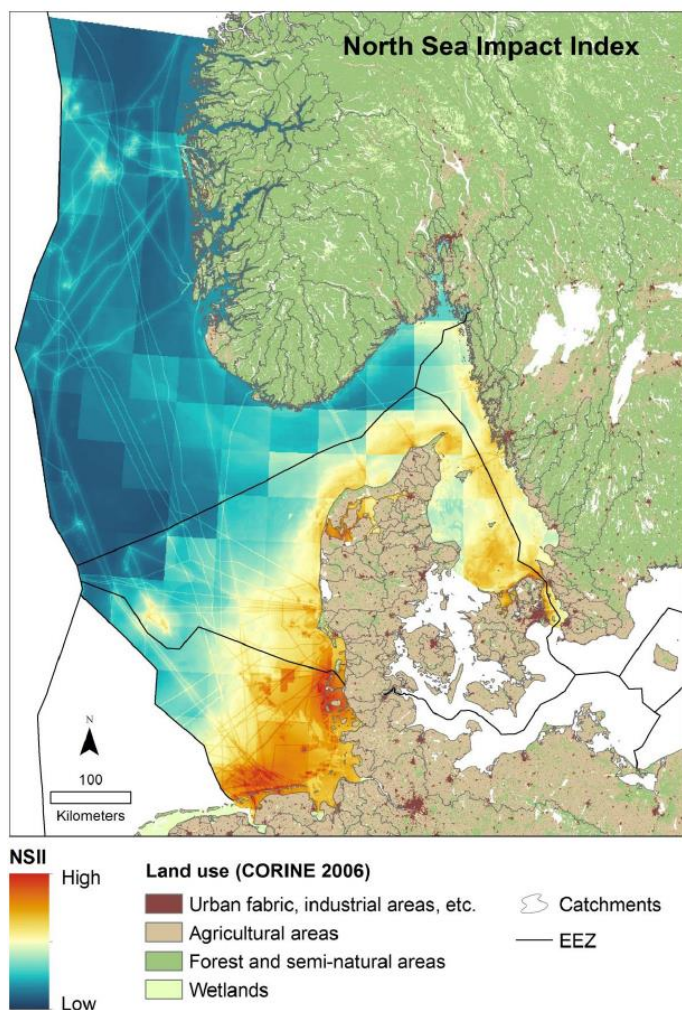 North Sea Impact Index
N
100
Kilometers
NSII
High
Low
Land use (CORINE 2006)
Urban fabric, industrial areas, etc.
Agricultural areas
Forest and semi-natural areas
Wetlands
Catchments
EEZ